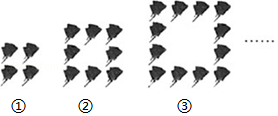 ......
① ② ③